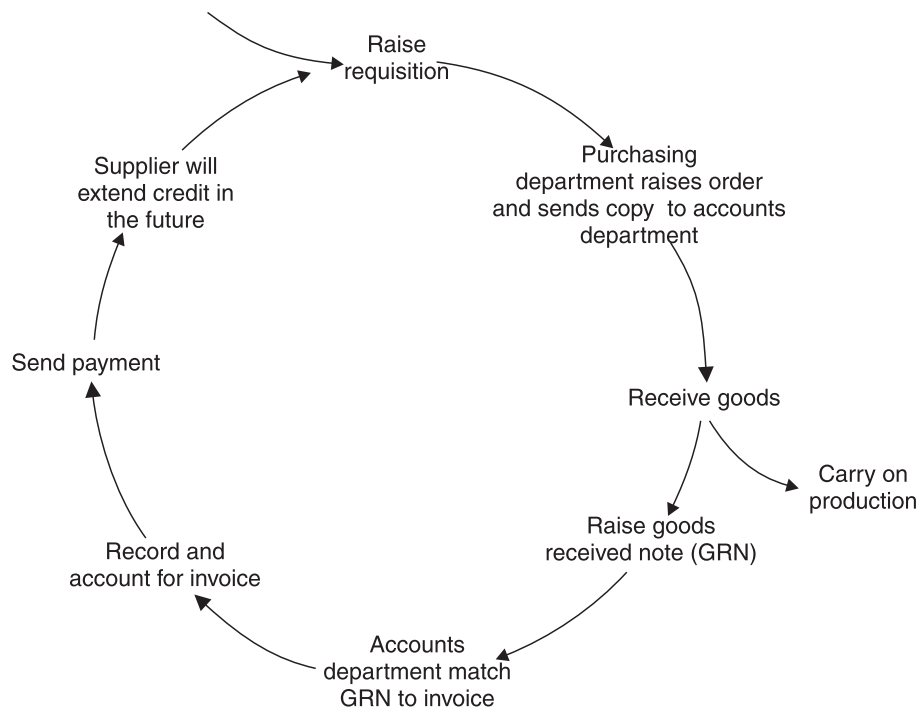 Raise
requisition
Purchasing
department raises order
and sends copy to accounts
department
Receive goods
Carry on
production
Raise goods
received note (GRN)
Accounts
department match
GRN to invoice
Record and
account for invoice
Send payment
Supplier will
extend credit in
the future